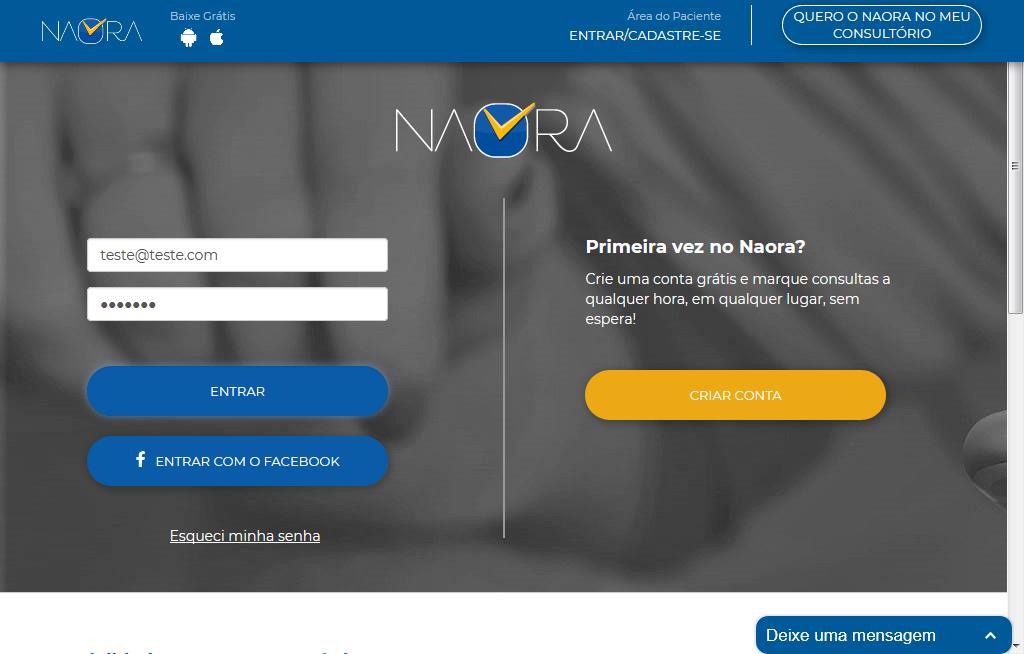 NAORA
Baixe Grátis
Área do Paciente
ENTRAR/CADASTRE-SE
QUERO O NAORA NO MEU
CONSULTÓRIO
NAORA
teste@teste.com
•••••••
ENTRAR
ENTRAR COM O FACEBOOK
Esqueci minha senha
Primeira vez no Naora?
Crie uma conta grátis e marque consultas a
qualquer hora, em qualquer lugar, sem
espera!
CRIAR CONTA
Deixe uma mensagem